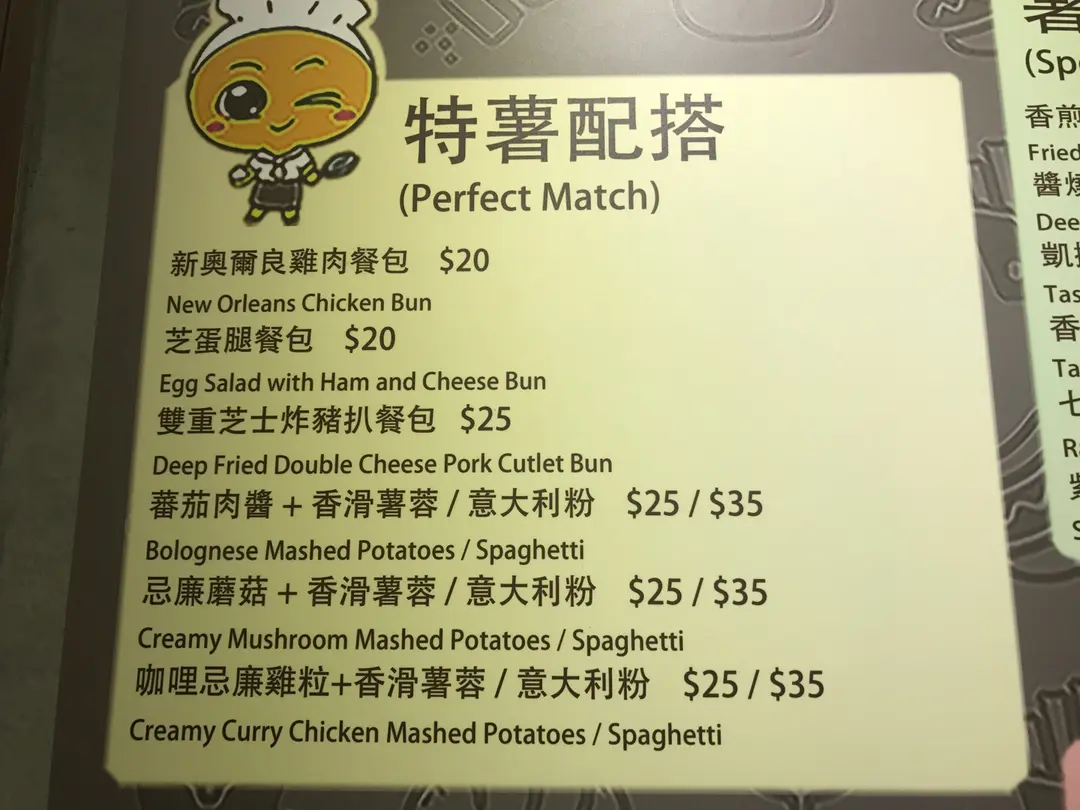 特薯配搭
(Perfect Match)
新奧爾良雞肉餐包 $20
New Orleans Chicken Bun
芝蛋腿餐包 $20
Egg Salad with Ham and Cheese Bun
雙重芝士炸豬扒餐包 $25
Deep Fried Double Cheese Pork Cutlet Bun
蕃茄肉醬 + 香滑薯蓉 / 意大利粉 $25 / $35
Bolognese Mashed Potatoes / Spaghetti
忌廉蘑菇 + 香滑薯蓉 / 意大利粉 $25 / $35
Creamy Mushroom Mashed Potatoes / Spaghetti
咖哩忌廉雞粒+香滑薯蓉 / 意大利粉 $25 / $35
Creamy Curry Chicken Mashed Potatoes / Spaghetti
香煎
Fried